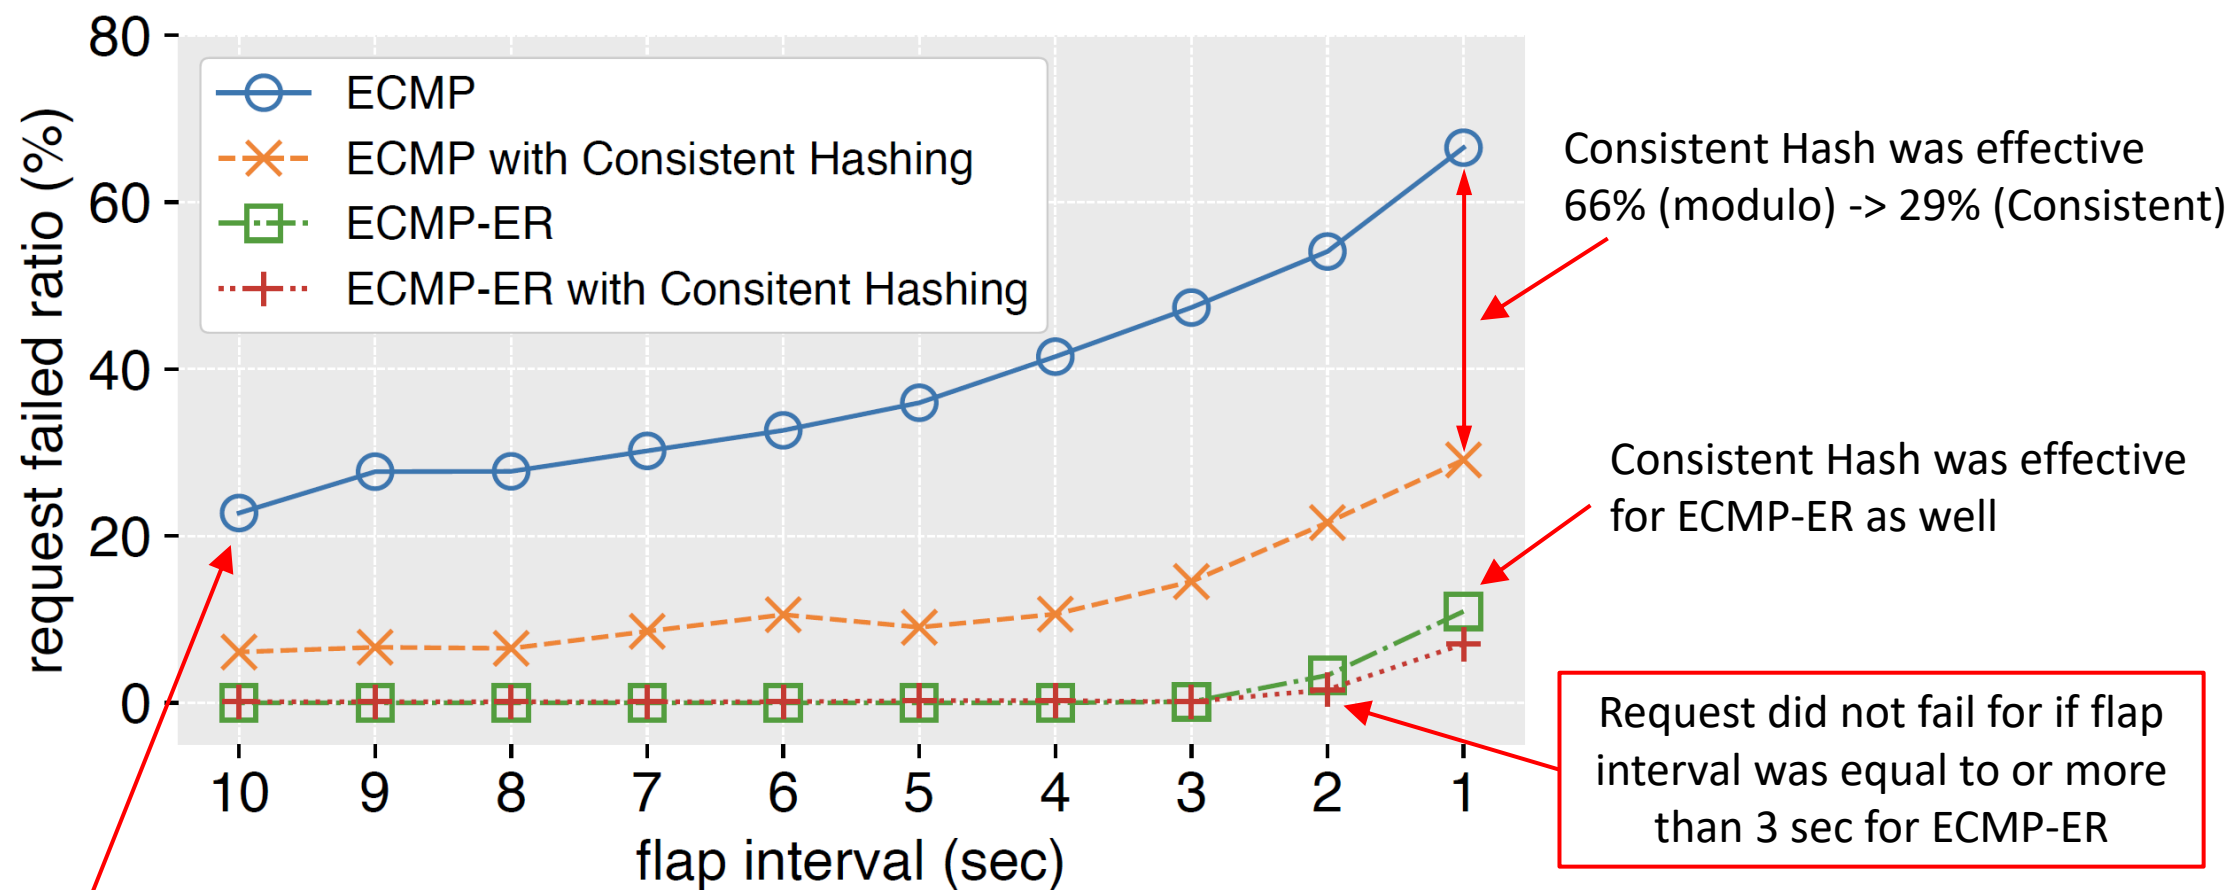 80
60
40
20
0
request failed ratio (%)
ECMP
ECMP with Consistent Hashing
ECMP-ER
ECMP-ER with Consitent Hashing
10 9 8 7 6 5 4 3 2 1
flap interval (sec)
Consistent Hash was effective
66% (modulo) -> 29% (Consistent)
Consistent Hash was effective
for ECMP-ER as well
Request did not fail for if flap
interval was equal to or more
than 3 sec for ECMP-ER